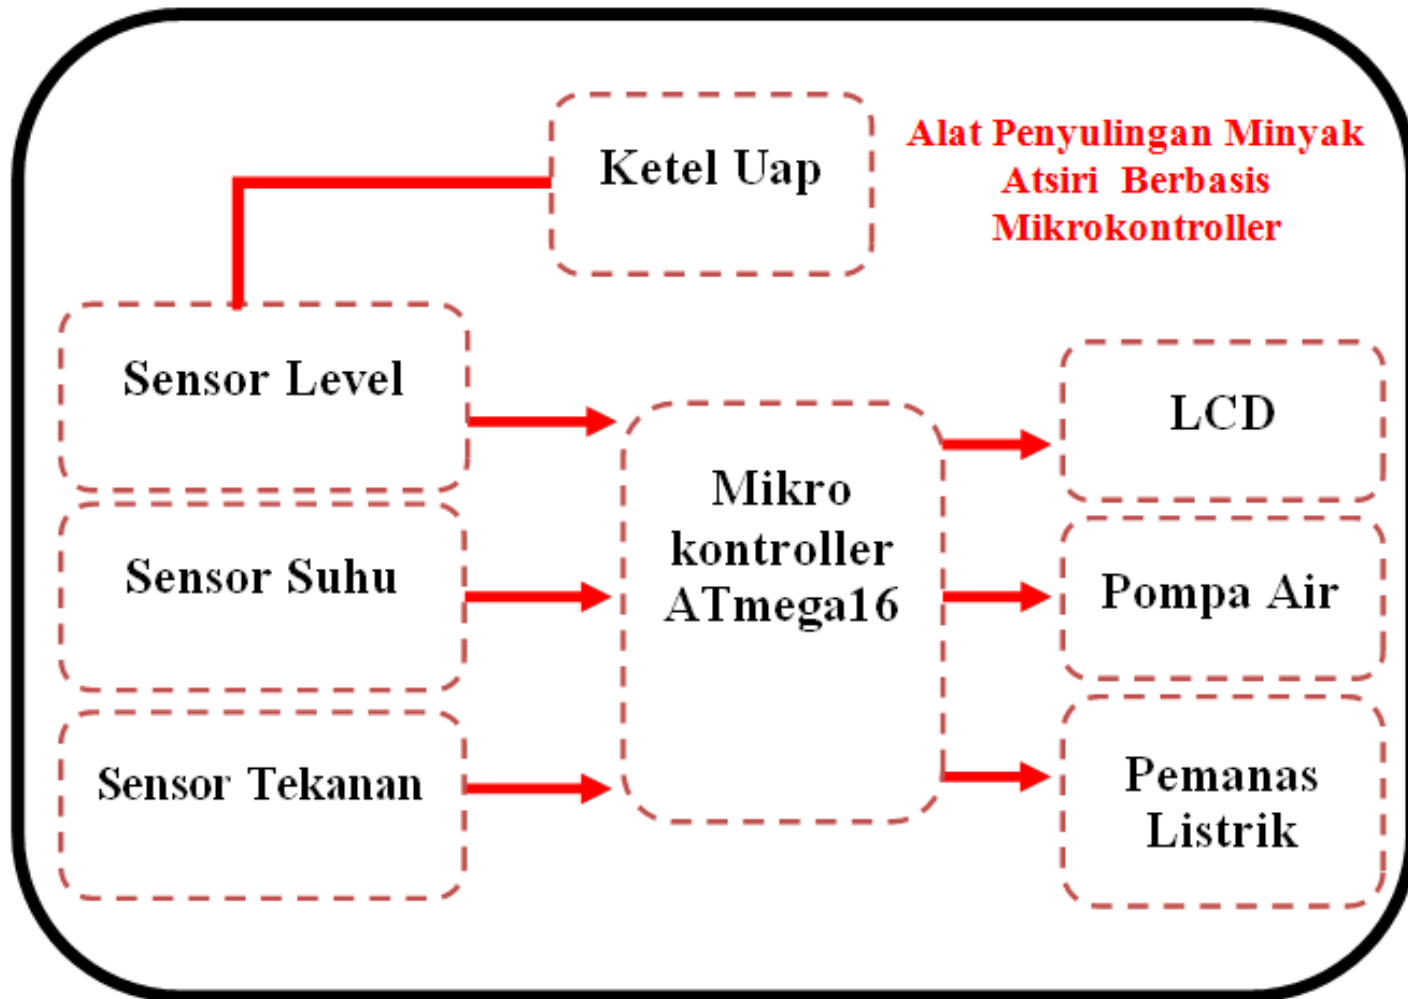 Ketel Uap
Alat Penyulingan Minyak
Atsiri Berbasis
Mikrokontroller
Sensor Level
Sensor Suhu
Sensor Tekanan
Mikro
kontroller
ATmega16
LCD
Pompa Air
Pemanas
Listrik